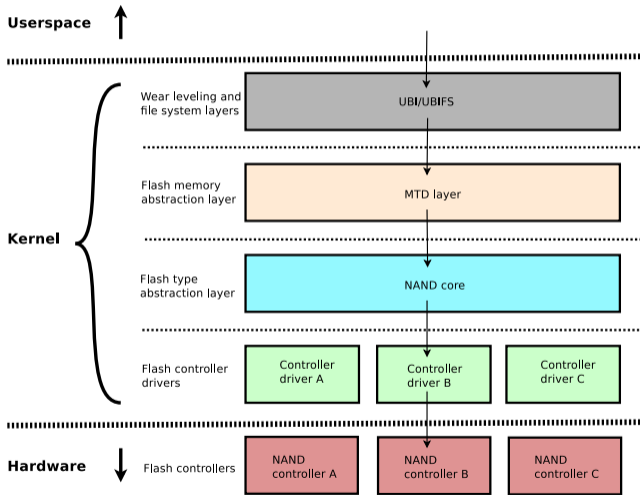 Userspace
Wear leveling and
file system layers
UBI/UBIFS
Flash memory
abstraction layer
MTD layer
Kernel
Flash type
abstraction layer
NAND core
Flash controller
drivers
Controller
driver A
Controller
driver B
Controller
driver C
Hardware
Flash controllers
NAND
controller A
NAND
controller B
NAND
controller C